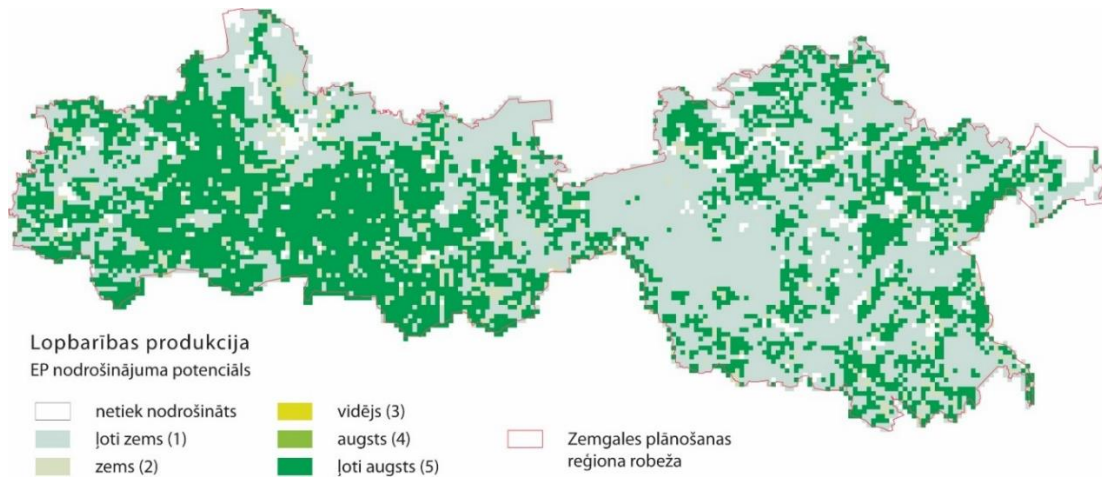 Lopbarības produkcija
EP nodrošinājuma potenciāls
netiek nodrošināts
ļoti zems (1)
zems (2)
vidējs (3)
augsts (4)
ļoti augsts (5)
Zemgales plānošanas
reģiona robeža